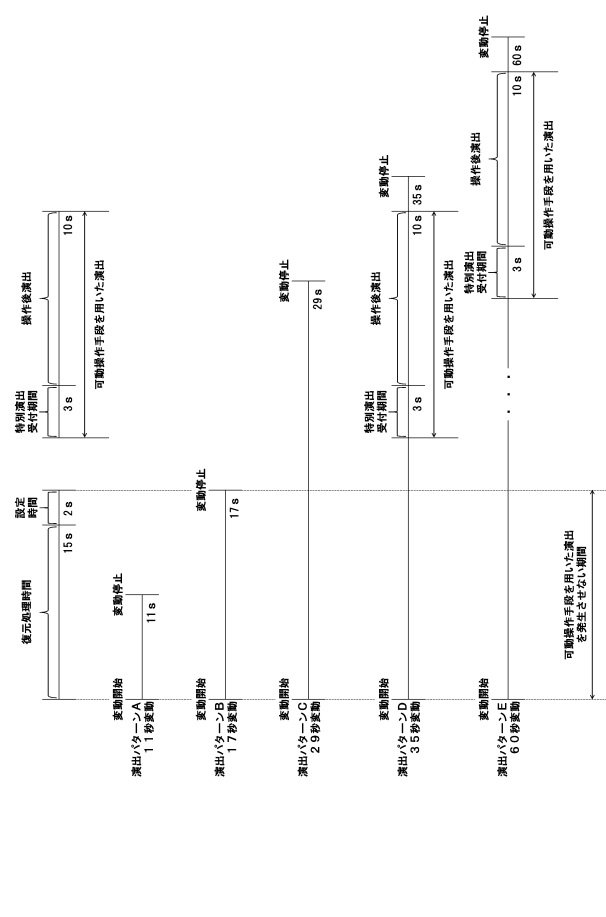 復元処理時間
15s
設定
時間
2s
特別演出
受付期間
3s
操作後演出
10s
可動操作手段を用いた演出
演出パターンA
11秒変動
変動開始
変動停止
11s
演出パターンB
17秒変動
変動開始
変動停止
17s
演出パターンC
29秒変動
変動開始
変動停止
29s
演出パターンD
35秒変動
変動開始
特別演出
受付期間
3s
操作後演出
10s
可動操作手段を用いた演出
変動停止
35s
演出パターンE
60秒変動
変動開始
・・・
特別演出
受付期間
3s
操作後演出
10s
可動操作手段を用いた演出
変動停止
60s
可動操作手段を用いた演出
を発生させない期間